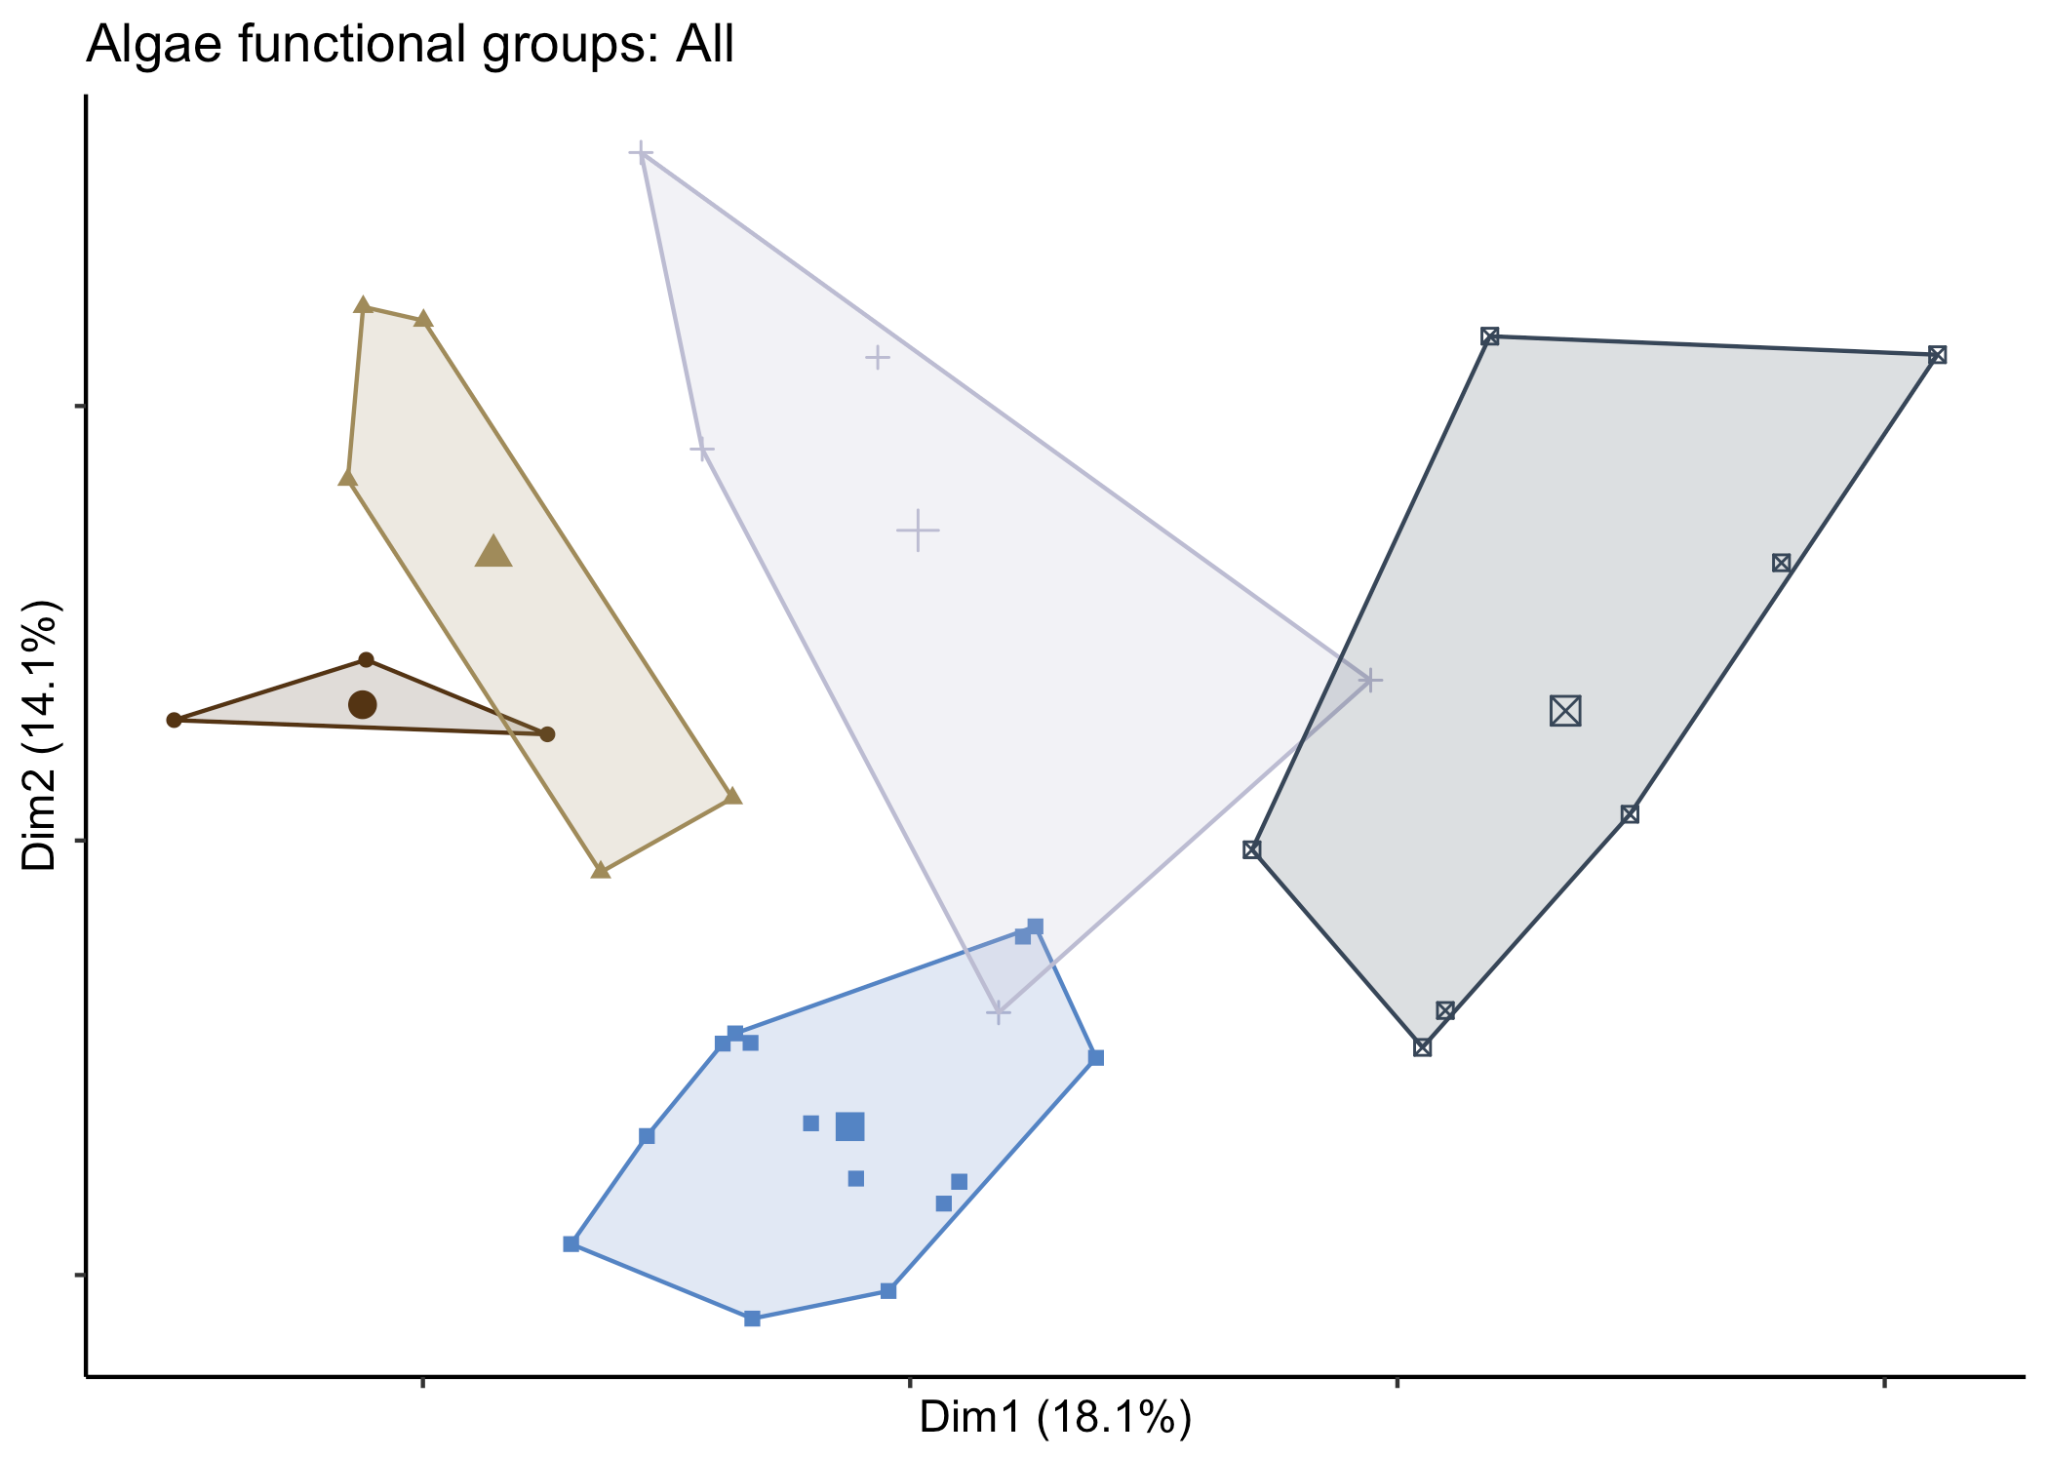 Algae functional groups: All
Dim2 (14.1%)
Dim1 (18.1%)